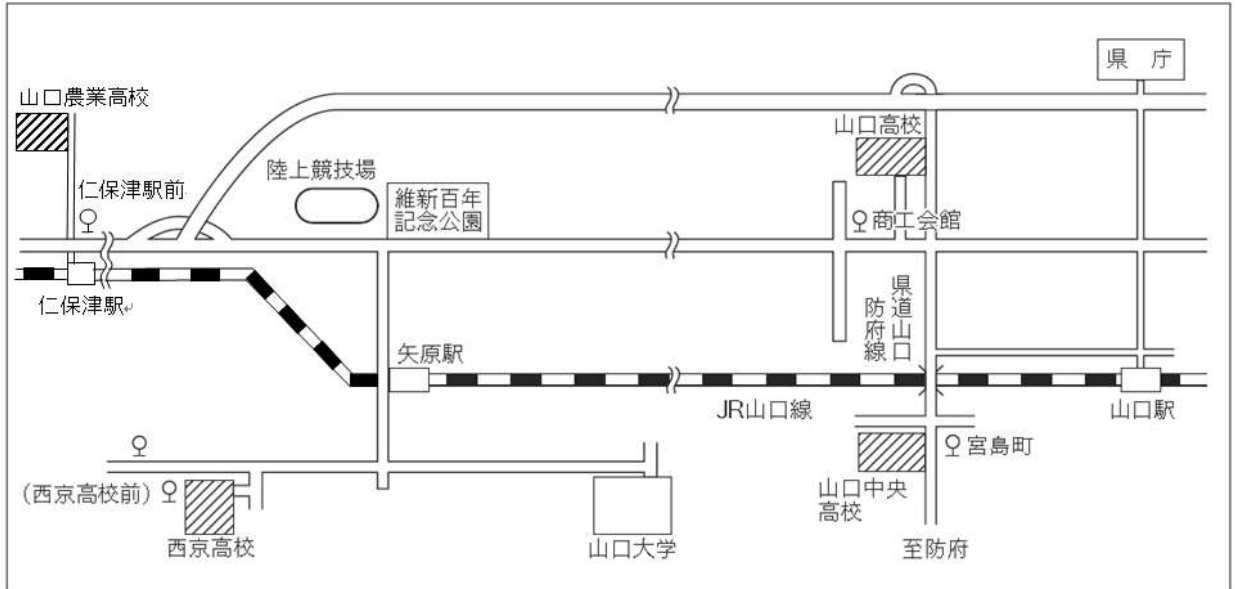 県 庁
山口農業高校
山口高校
陸上競技場
仁保津駅前
維新百年
記念公園
商工会館
県道山口
防府線
仁保津駅
矢原駅
JR山口線
山口駅
宮島町
(西京高校前)
山口中央
高校
西京高校
山口大学
至防府